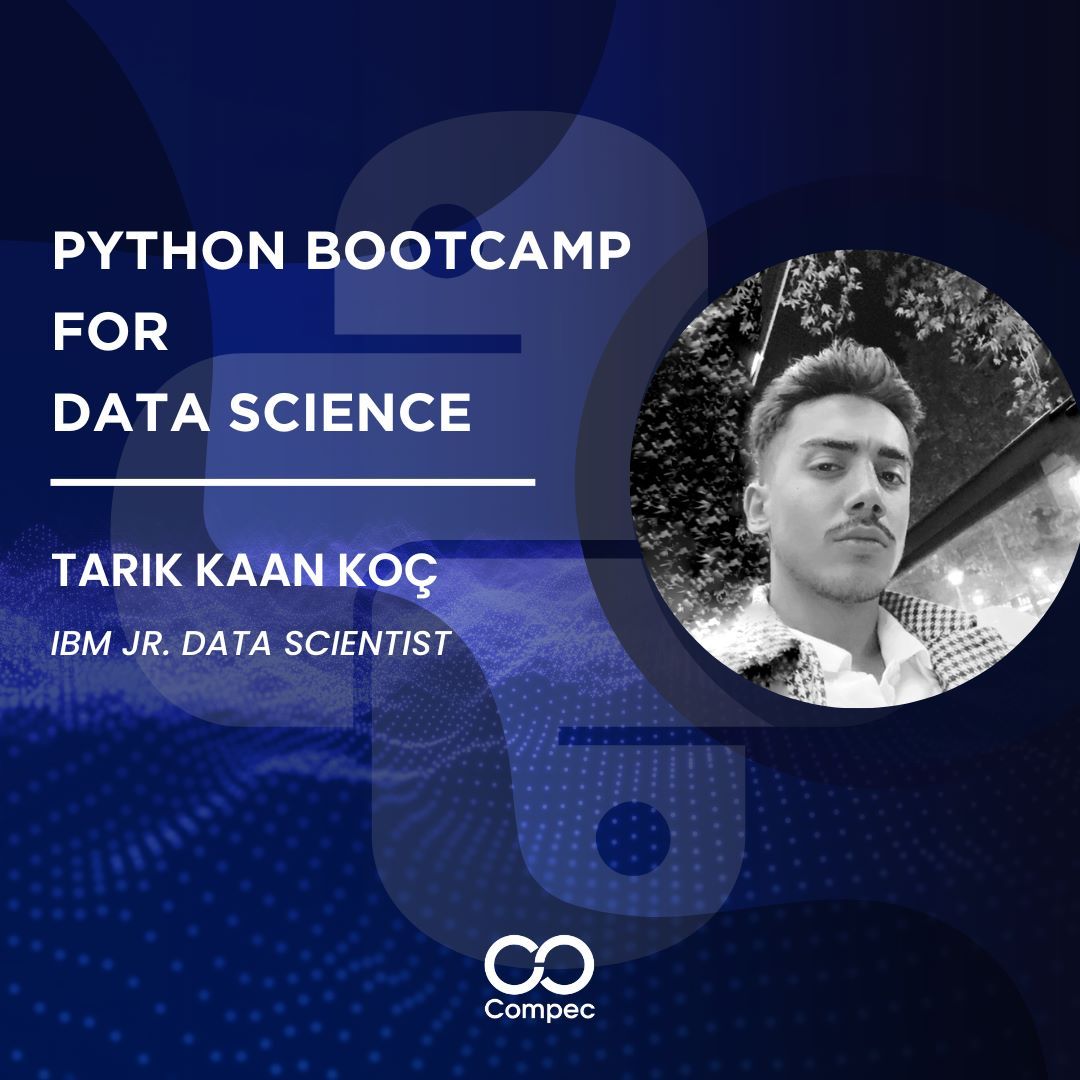 PYTHON BOOTCAMP
FOR
DATA SCIENCE
TARIK KAAN KOÇ
IBM JR. DATA SCIENTIST
Compec